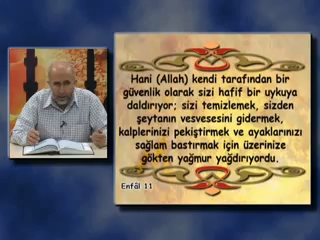 Hani (Allah) kendi tarafından bir
güvenlik olarak sizi hafif bir uykuya
daldırıyor; sizi temizlemek, sizden
şeytanın vesvesesini gidermek,
kalplerinizi pekiştirmek ve ayaklarınızı
sağlam bastırmak için üzerinize
gökten yağmur yağdırıyordu.
Enfâl 11